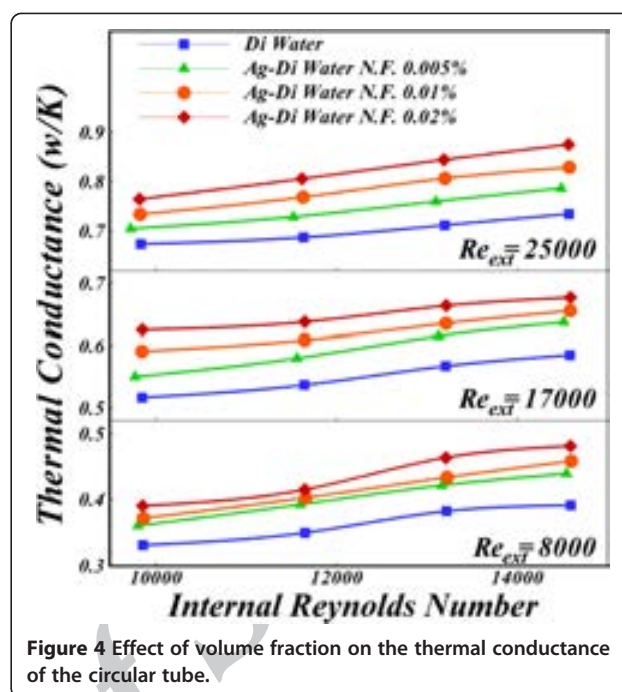 Di Water
Ag-Di Water N.F. 0.005%
Ag-Di Water N.F. 0.01%
Ag-Di Water N.F. 0.02%
Thermal Conductance (w/K)
0.9
0.8
0.7
Re_ext=25000
0.7
0.6
0.5
Re_ext=17000
0.5
0.4
0.3
Re_ext=8000
10000 12000 14000
Internal Reynolds Number
Figure 4 Effect of volume fraction on the thermal conductance
of the circular tube.